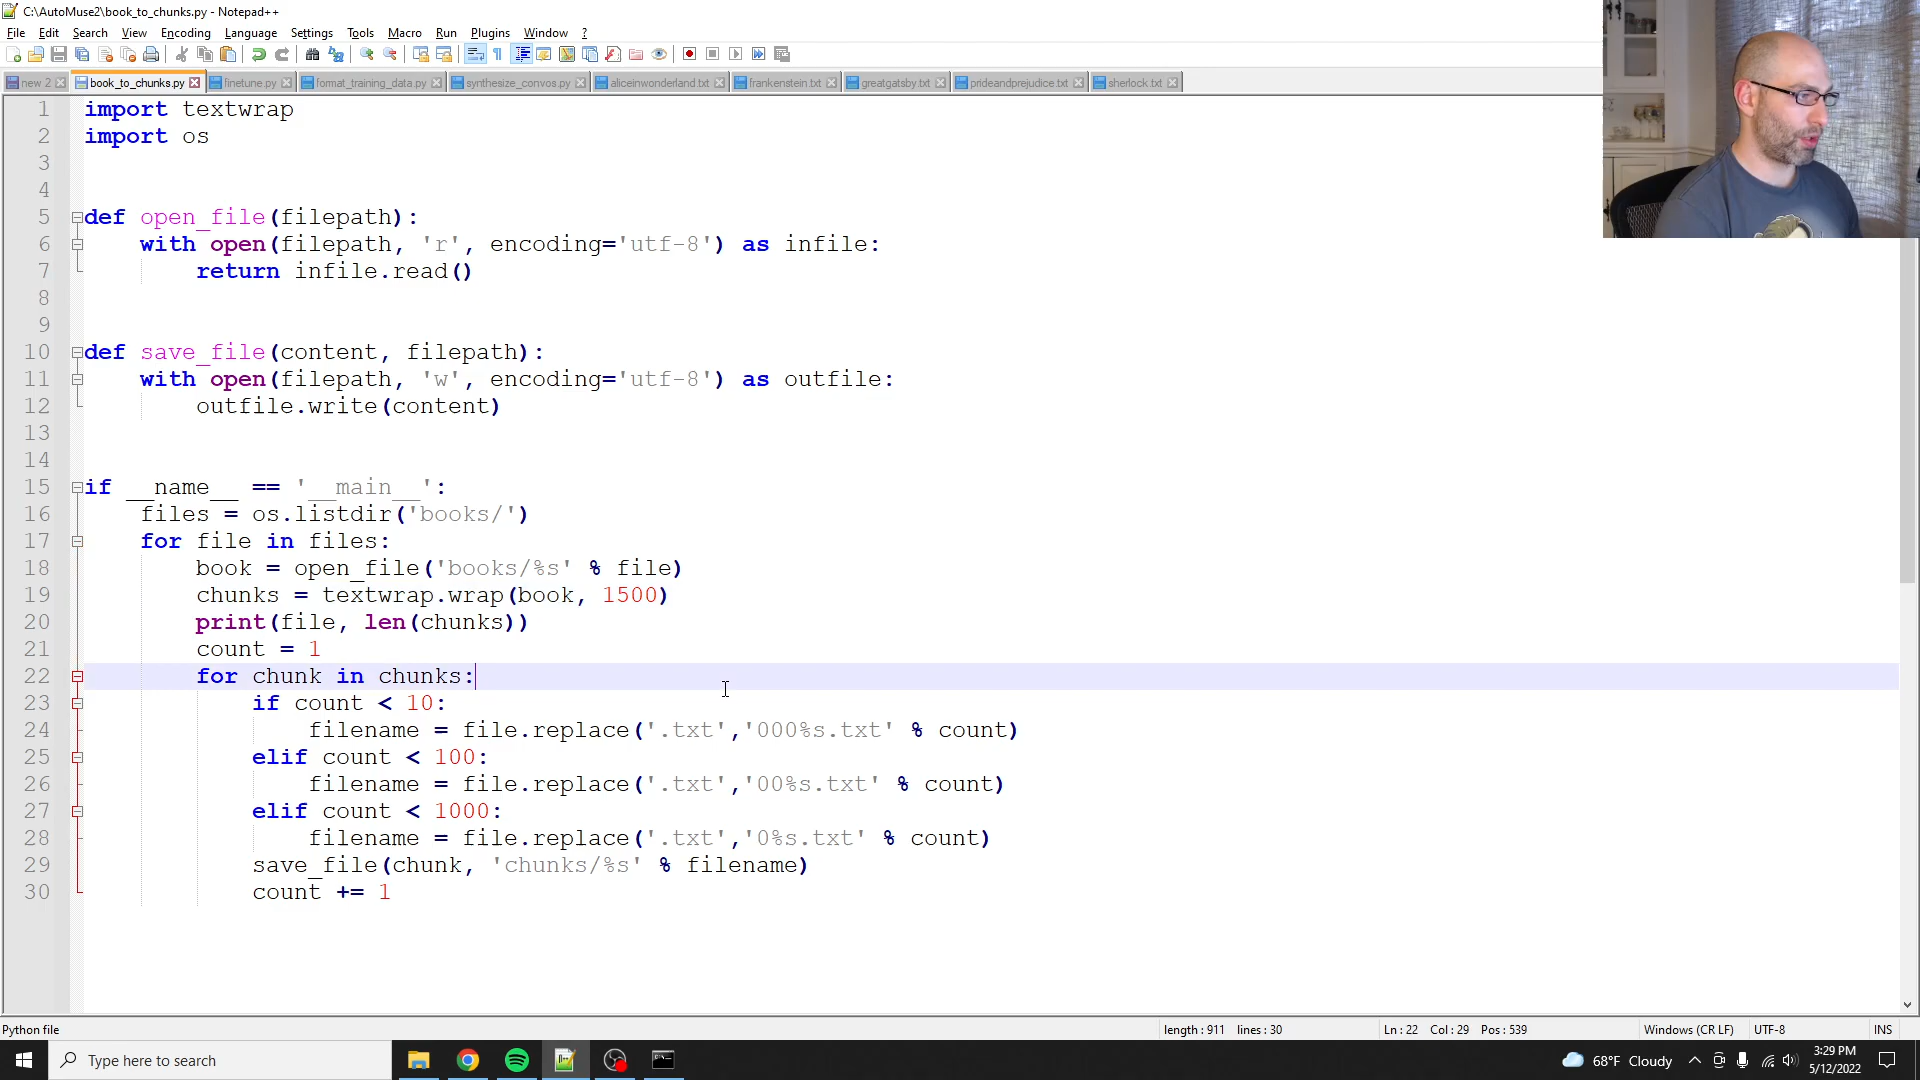 C:\AutoMuse2\book_to_chunks.py - Notepad++
File Edit Search View Encoding Language Settings Tools Macro Run Plugins Window ?
new 2 book_to_chunks.py finetune.py format_training_data.py synthesize_convos.py aliceinwonderland.txt frankenstein.txt greatgatsby.txt prideandprejudice.txt sherlock.txt
1 import textwrap
2 import os
3
4
5 def open_file(filepath):
6     with open(filepath, 'r', encoding='utf-8') as infile:
7         return infile.read()
8
9
10 def save_file(content, filepath):
11     with open(filepath, 'w', encoding='utf-8') as outfile:
12         outfile.write(content)
13
14
15 if __name__ == '__main__':
16     files = os.listdir('books/')
17     for file in files:
18         book = open_file('books/%s' % file)
19         chunks = textwrap.wrap(book, 1500)
20         print(file, len(chunks))
21         count = 1
22         for chunk in chunks:
23             if count < 10:
24                 filename = file.replace('.txt','000%s.txt' % count)
25             elif count < 100:
26                 filename = file.replace('.txt','00%s.txt' % count)
27             elif count < 1000:
28                 filename = file.replace('.txt','0%s.txt' % count)
29             save_file(chunk, 'chunks/%s' % filename)
30             count += 1
Python file length : 911 lines : 30 Ln : 22 Col : 29 Pos : 539 Windows (CR LF) UTF-8 INS
Type here to search 68°F Cloudy 3:29 PM
5/12/2022